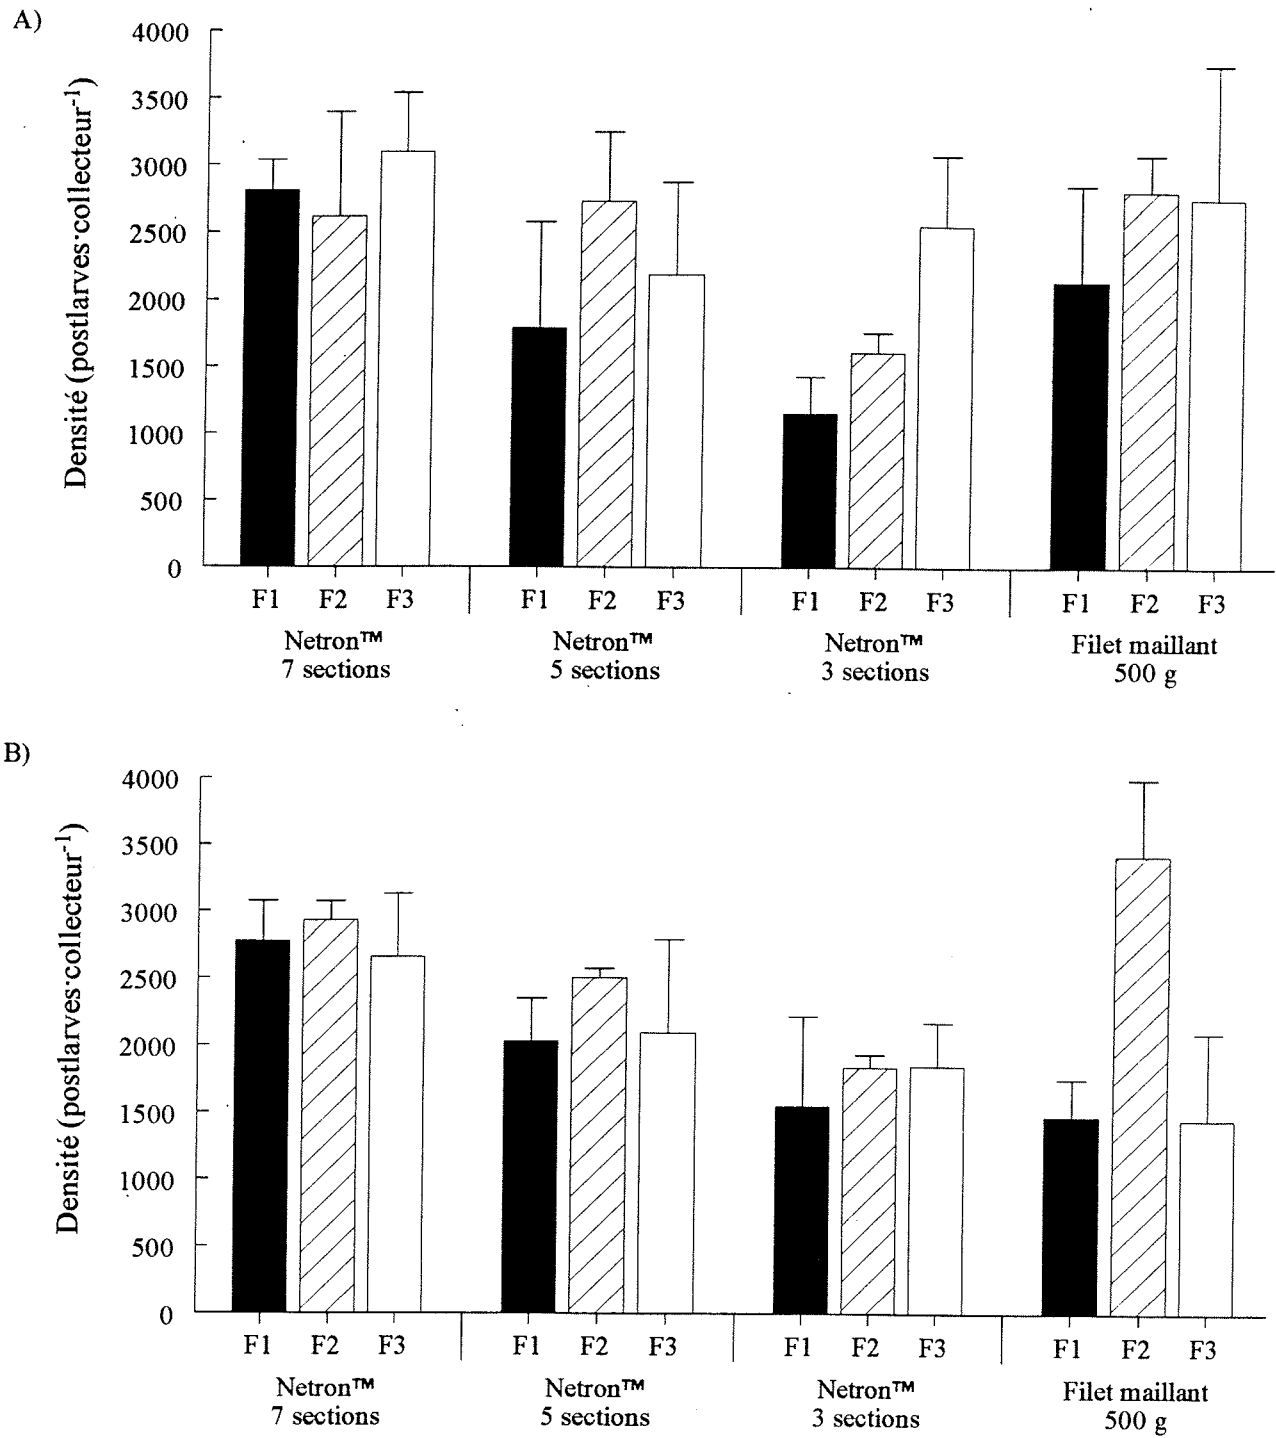 A)
Densité (postlarves·collecteur⁻¹)
4000
3500
3000
2500
2000
1500
1000
500
0
F1 F2 F3 F1 F2 F3 F1 F2 F3 F1 F2 F3
Netron™ Netron™ Netron™ Filet maillant
7 sections 5 sections 3 sections 500 g
B)
Densité (postlarves·collecteur⁻¹)
4000
3500
3000
2500
2000
1500
1000
500
0
F1 F2 F3 F1 F2 F3 F1 F2 F3 F1 F2 F3
Netron™ Netron™ Netron™ Filet maillant
7 sections 5 sections 3 sections 500 g